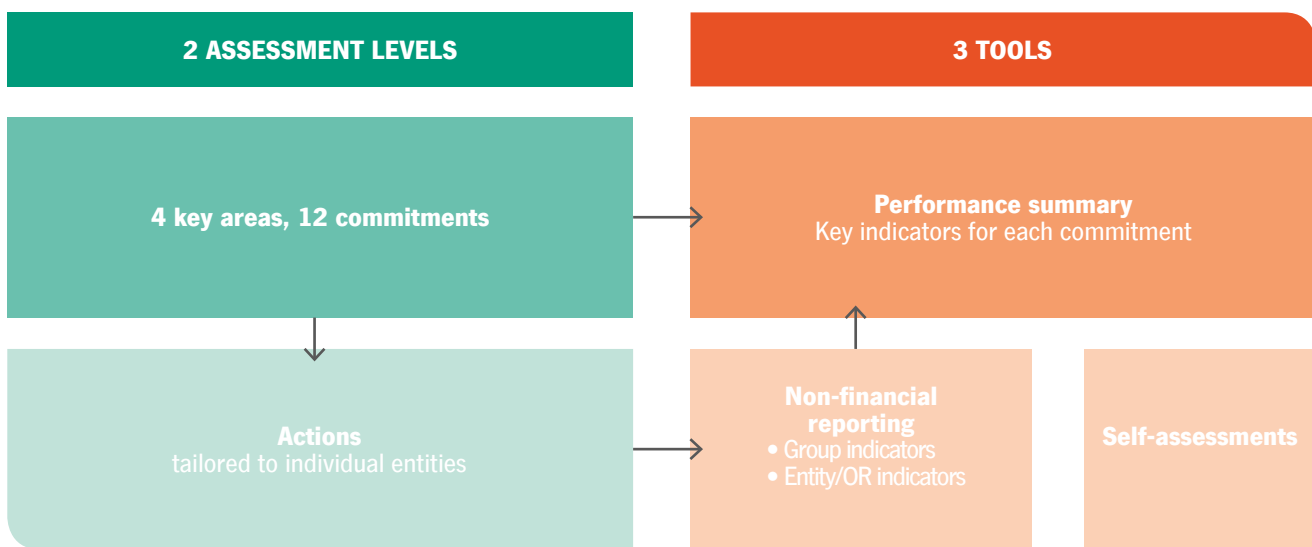 2 ASSESSMENT LEVELS
3 TOOLS
4 key areas, 12 commitments
Performance summary
Key indicators for each commitment
Actions
tailored to individual entities
Non-financial
reporting
• Group indicators
• Entity/OR indicators
Self-assessments